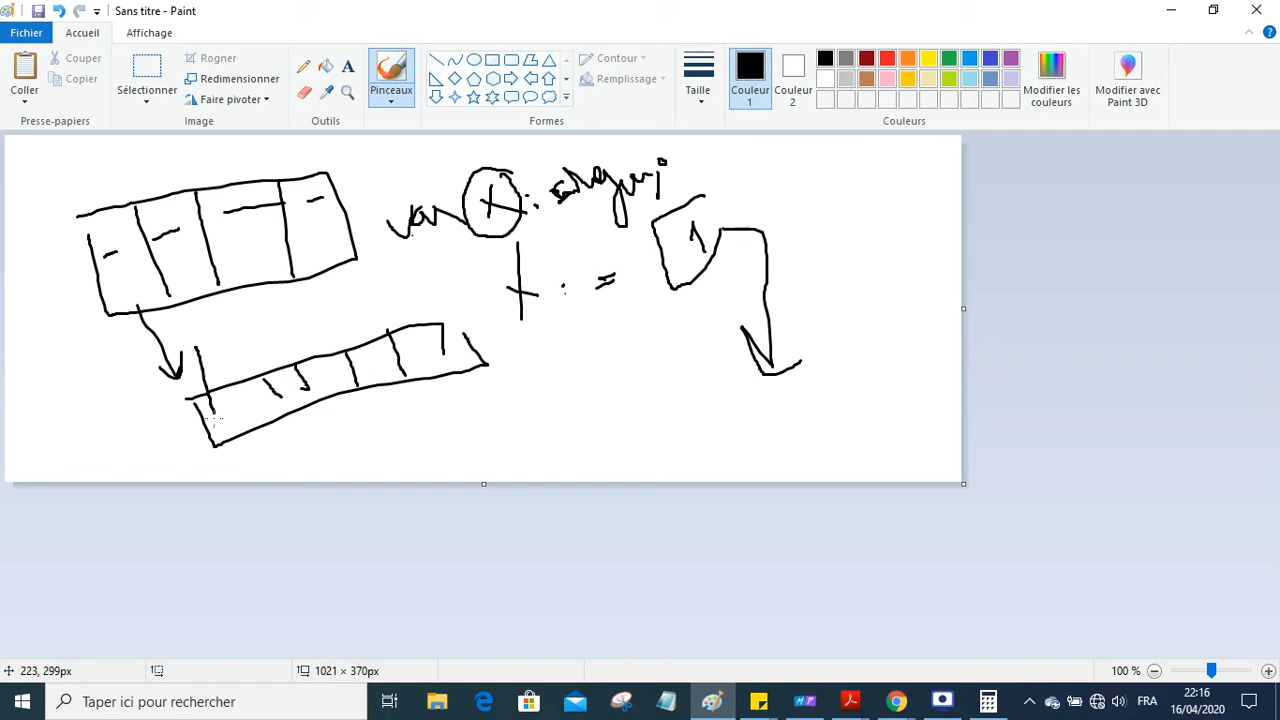 Sans titre - Paint
Fichier Accueil Affichage
Coller
Couper
Copier
Presse-papiers
Sélectionner
Rogner
Redimensionner
Faire pivoter
Image
A
Outils
Pinceaux
Contour
Remplissage
Formes
Taille
Couleur 1
Couleur 2
Modifier les couleurs
Couleurs
Modifier avec Paint 3D
var x :
x : =
1
223, 299px
1021 × 370px
100 %
Taper ici pour rechercher
FRA
22:16
16/04/2020